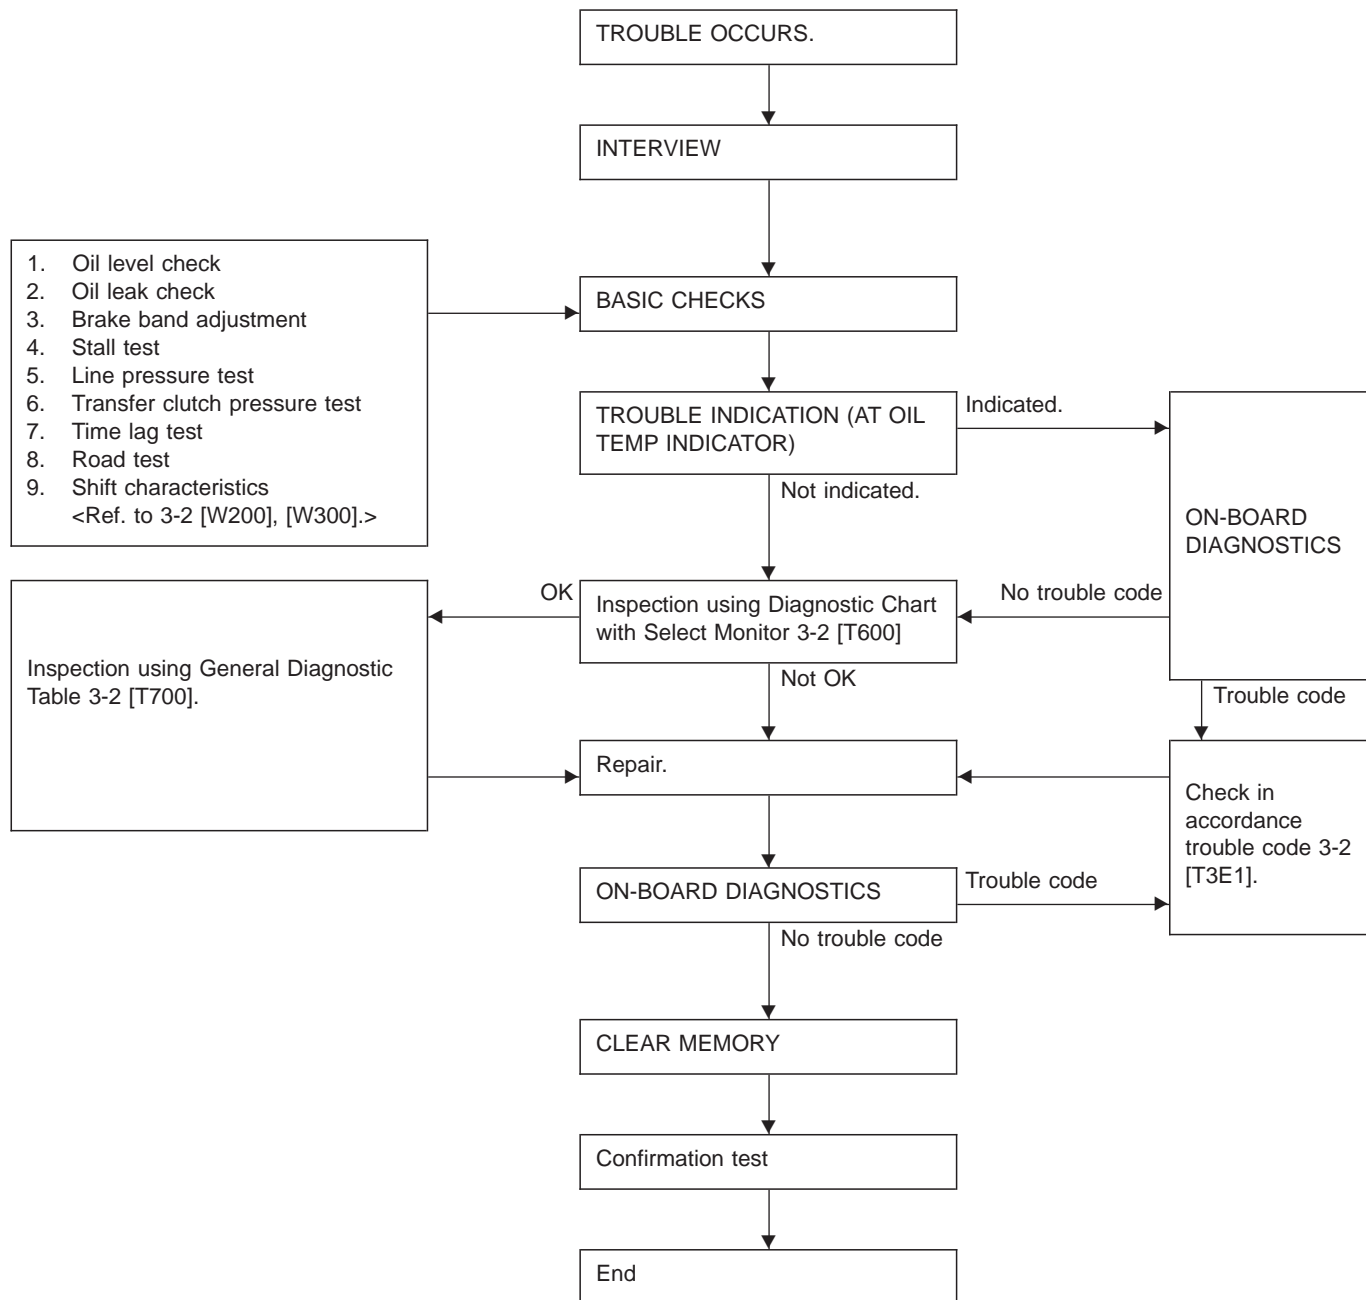 TROUBLE OCCURS.
INTERVIEW
1. Oil level check
2. Oil leak check
3. Brake band adjustment
4. Stall test
5. Line pressure test
6. Transfer clutch pressure test
7. Time lag test
8. Road test
9. Shift characteristics
<Ref. to 3-2 [W200], [W300].>
BASIC CHECKS
TROUBLE INDICATION (AT OIL
TEMP INDICATOR)
Indicated.
Not indicated.
ON-BOARD
DIAGNOSTICS
No trouble code
Trouble code
OK
Inspection using Diagnostic Chart
with Select Monitor 3-2 [T600]
Not OK
Inspection using General Diagnostic
Table 3-2 [T700].
Repair.
Check in
accordance
trouble code 3-2
[T3E1].
ON-BOARD DIAGNOSTICS
Trouble code
No trouble code
CLEAR MEMORY
Confirmation test
End